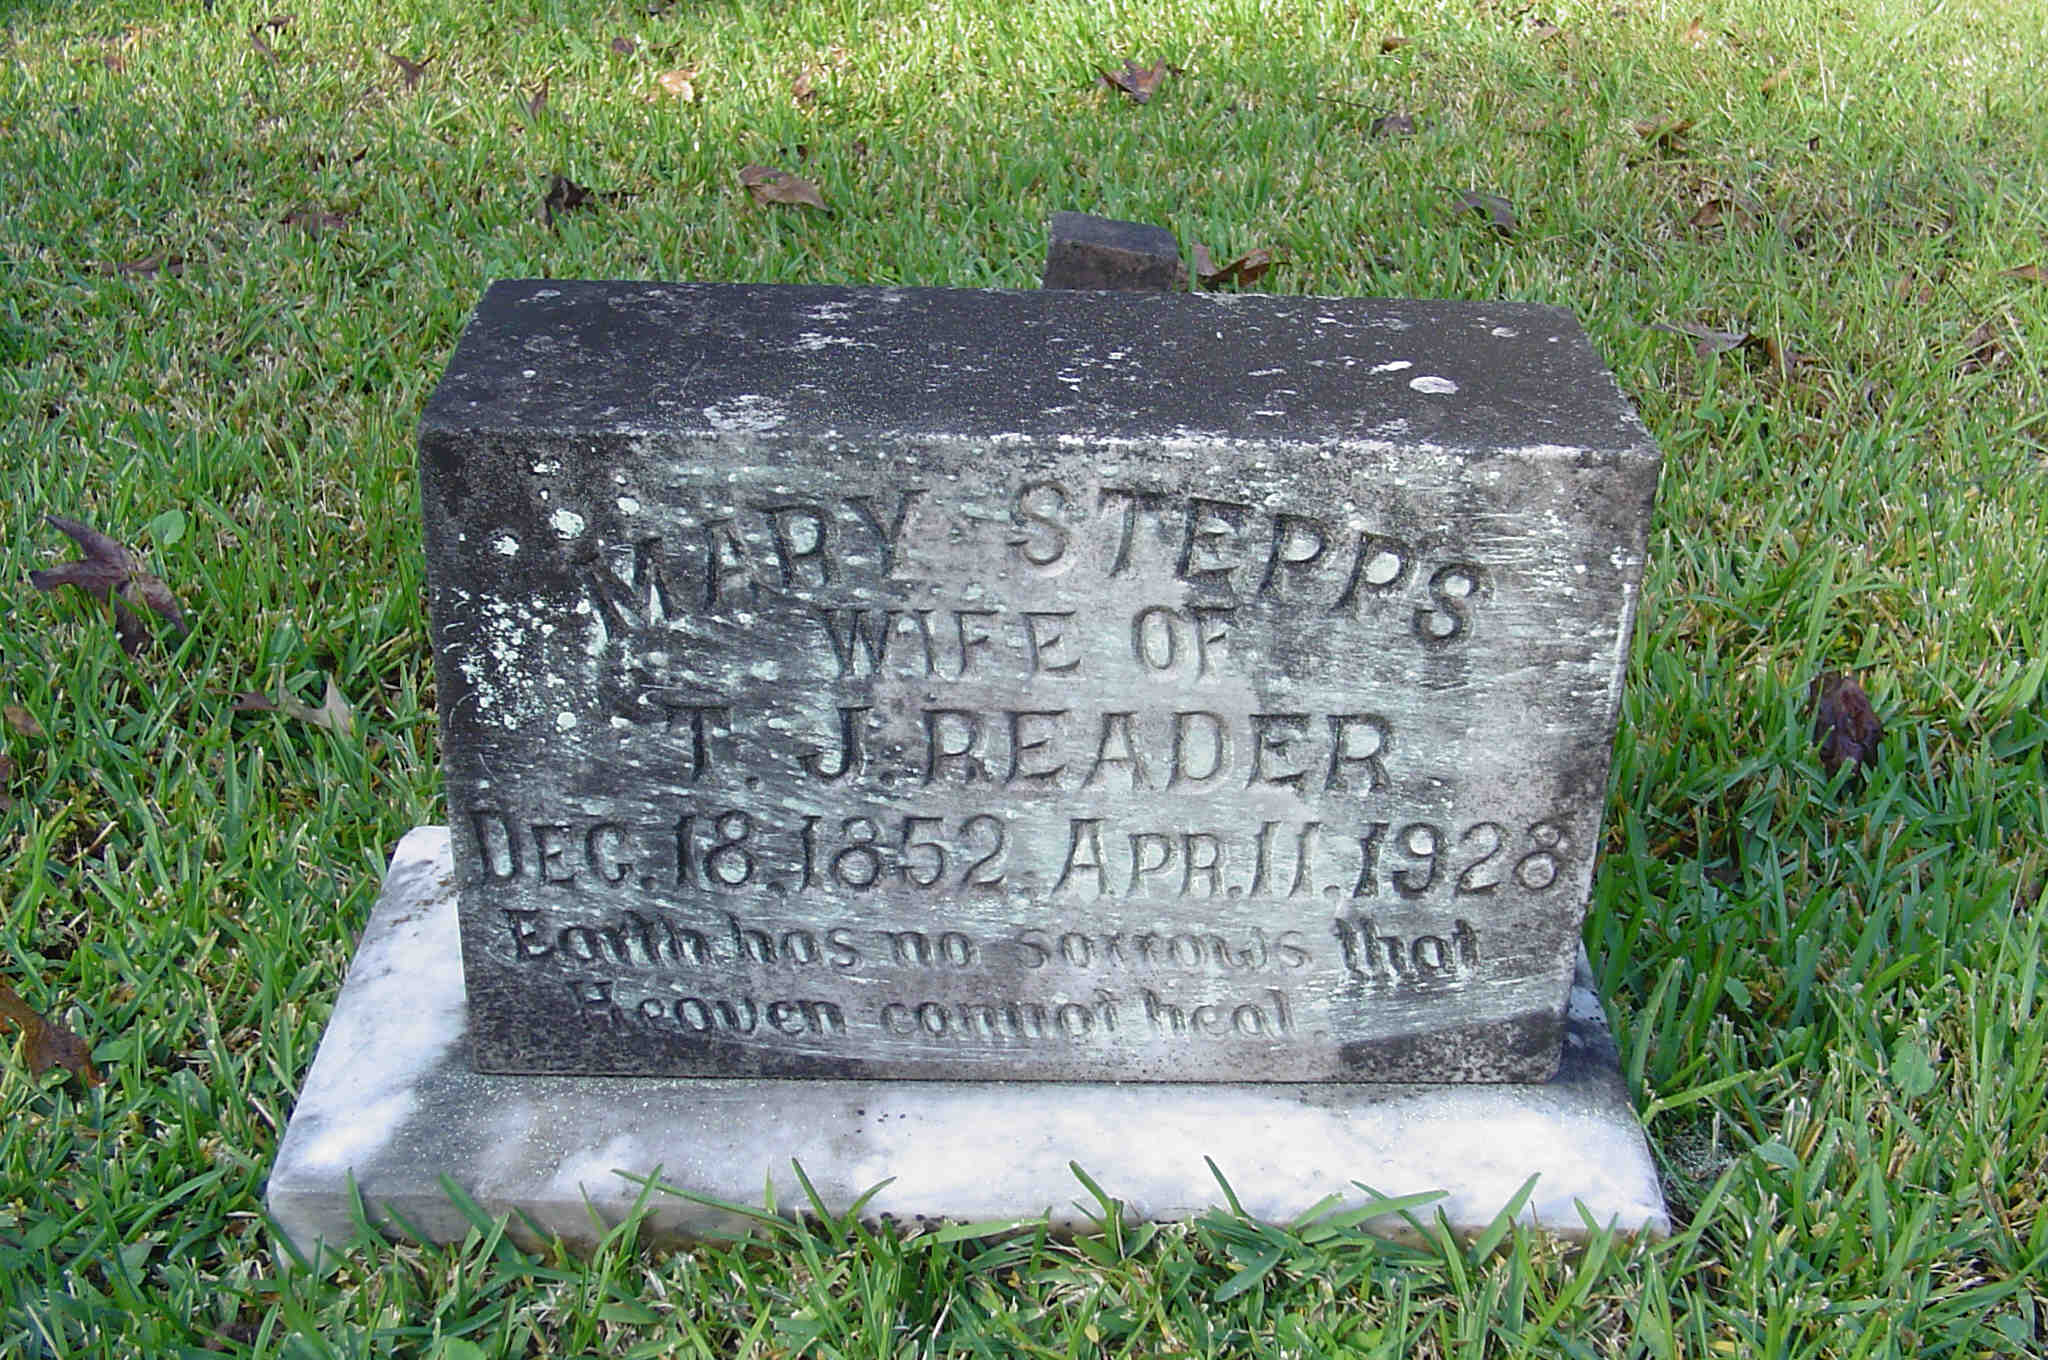 MARY STEPPS
WIFE OF
T. J. READER
DEC. 18, 1852. APR. 11. 1928
Earth has no sorrows that
Heaven cannot heal.